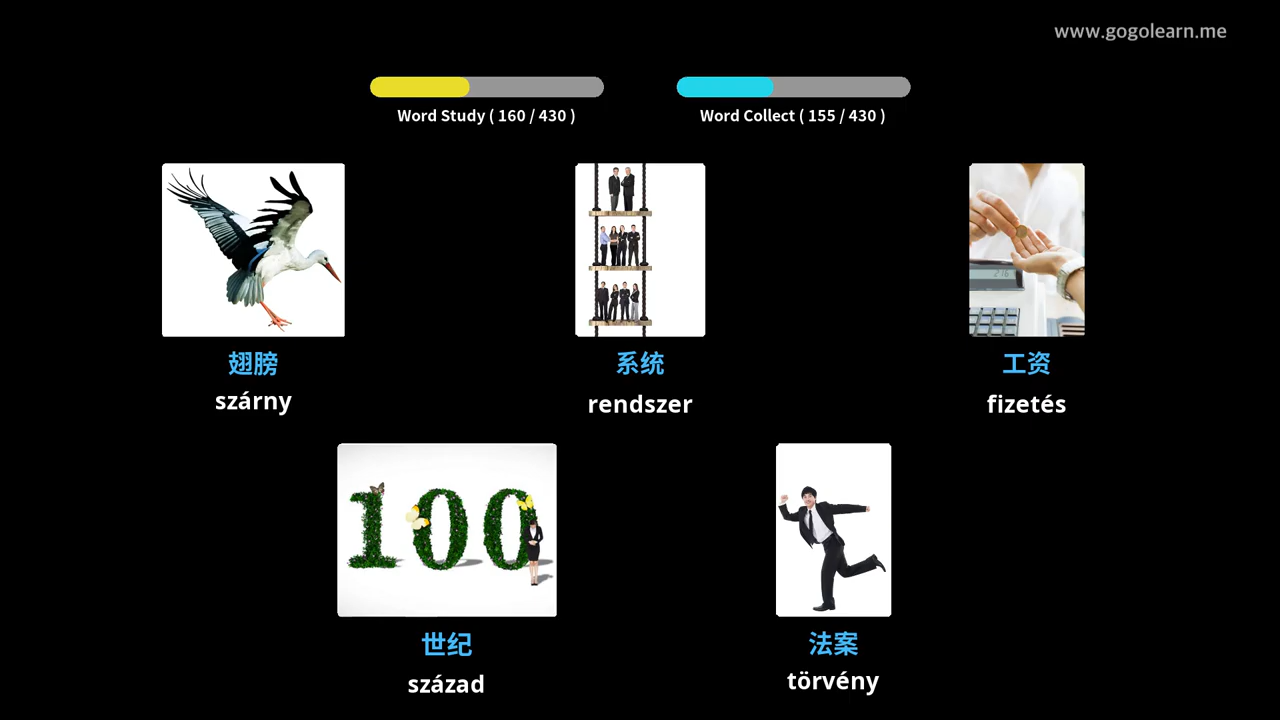 www.gogolearn.me
Word Study ( 160 / 430 )
Word Collect ( 155 / 430 )
翅膀
系统
工资
szárny
rendszer
fizetés
100
世纪
法案
század
törvény